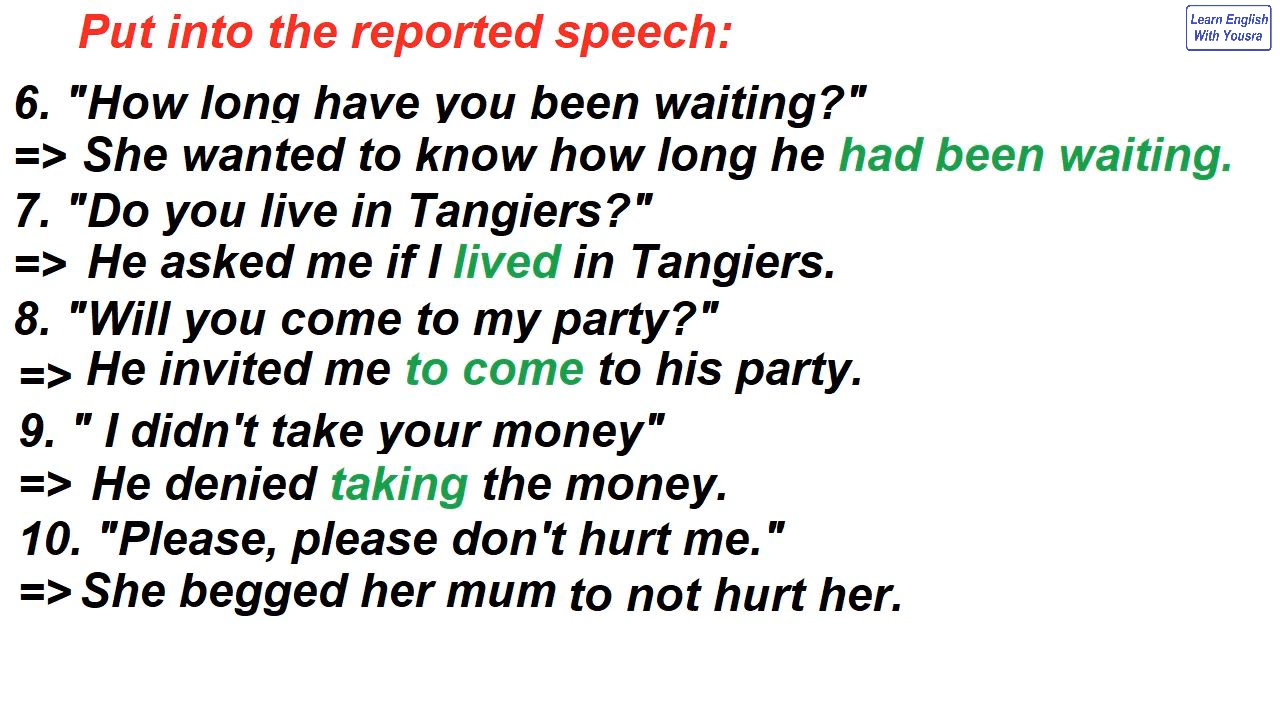 Put into the reported speech:
Learn English
With Yousra
6. "How long have you been waiting?"
=> She wanted to know how long he had been waiting.
7. "Do you live in Tangiers?"
=> He asked me if I lived in Tangiers.
8. "Will you come to my party?"
=> He invited me to come to his party.
9. " I didn't take your money"
=> He denied taking the money.
10. "Please, please don't hurt me."
=> She begged her mum to not hurt her.